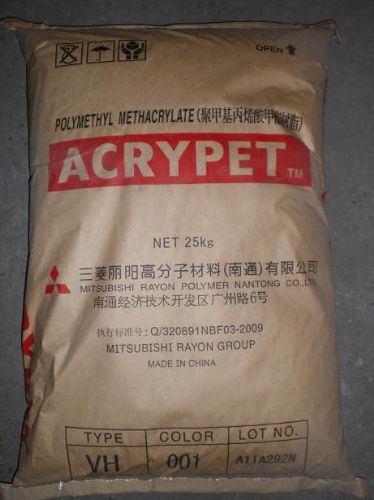 OPEN
POLYMETHYL METHACRYLATE(聚甲基丙烯酸甲酯树脂)
ACRYPET TM
NET 25kg
三菱丽阳高分子材料(南通)有限公司
MITSUBISHI RAYON POLYMER NANTONG CO.,LTD
南通经济技术开发区广州路6号
执行标准号: Q/320691NBF03-2009
MITSUBISHI RAYON GROUP
MADE IN CHINA
TYPE COLOR LOT NO.
VH 001 A11A292N